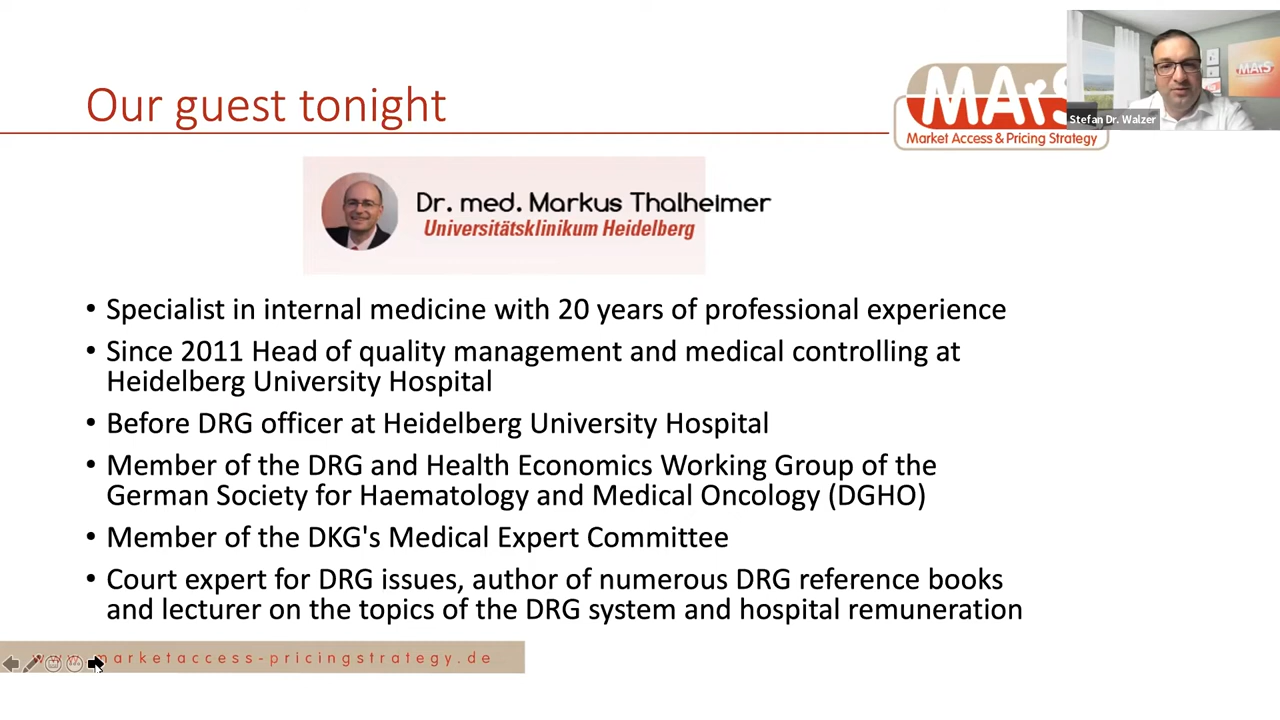 Our guest tonight
MArS
Market Access & Pricing Strategy
MArS
Stefan Dr. Walzer
Dr. med. Markus Thalheimer
Universitätsklinikum Heidelberg
• Specialist in internal medicine with 20 years of professional experience
• Since 2011 Head of quality management and medical controlling at
Heidelberg University Hospital
• Before DRG officer at Heidelberg University Hospital
• Member of the DRG and Health Economics Working Group of the
German Society for Haematology and Medical Oncology (DGHO)
• Member of the DKG's Medical Expert Committee
• Court expert for DRG issues, author of numerous DRG reference books
and lecturer on the topics of the DRG system and hospital remuneration
www.marketaccess-pricingstrategy.de